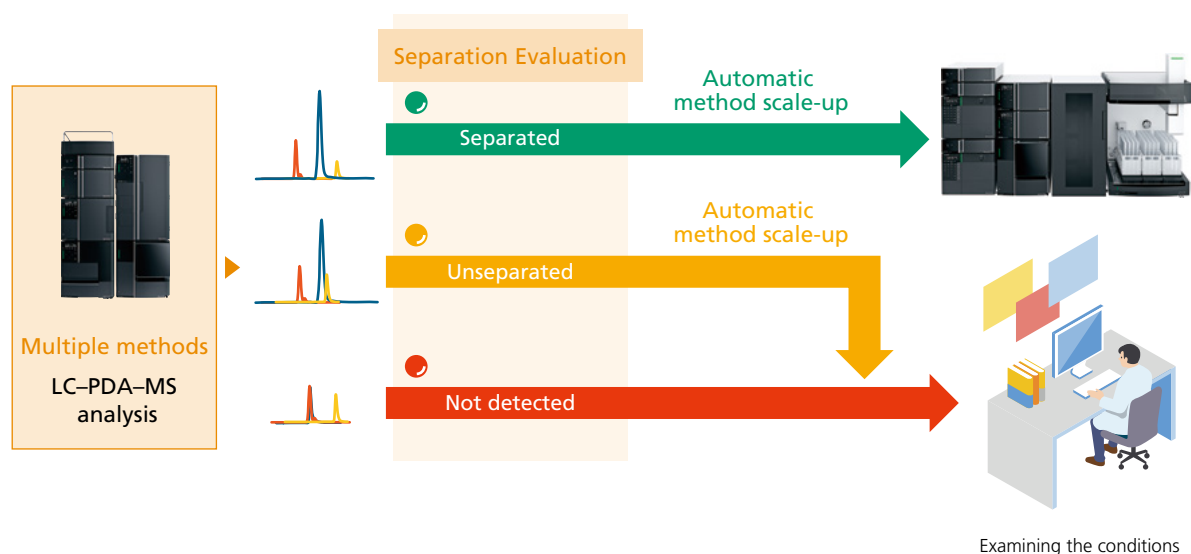 Separation Evaluation
Automatic
method scale-up
Separated
Automatic
method scale-up
Unseparated
Multiple methods
LC–PDA–MS
analysis
Not detected
Examining the conditions